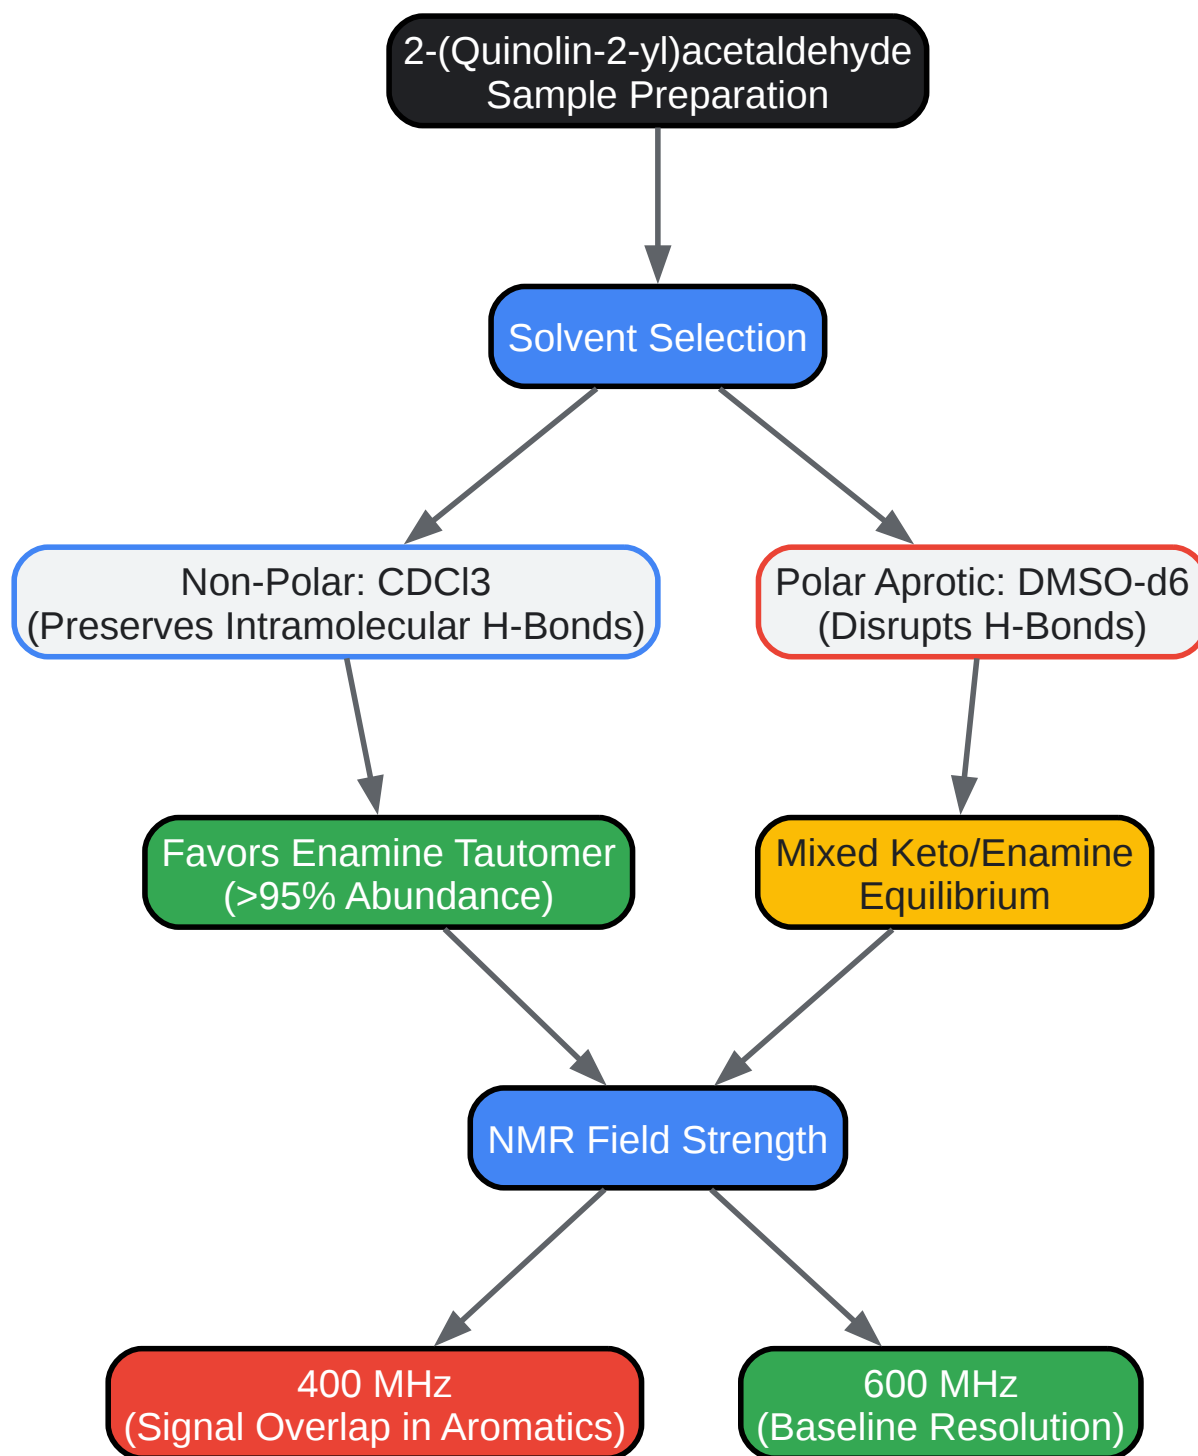 2-(Quinolin-2-yl)acetaldehyde
Sample Preparation
Solvent Selection
Non-Polar: CDCl3
(Preserves Intramolecular H-Bonds)
Polar Aprotic: DMSO-d6
(Disrupts H-Bonds)
Favors Enamine Tautomer
(>95% Abundance)
Mixed Keto/Enamine
Equilibrium
NMR Field Strength
400 MHz
(Signal Overlap in Aromatics)
600 MHz
(Baseline Resolution)